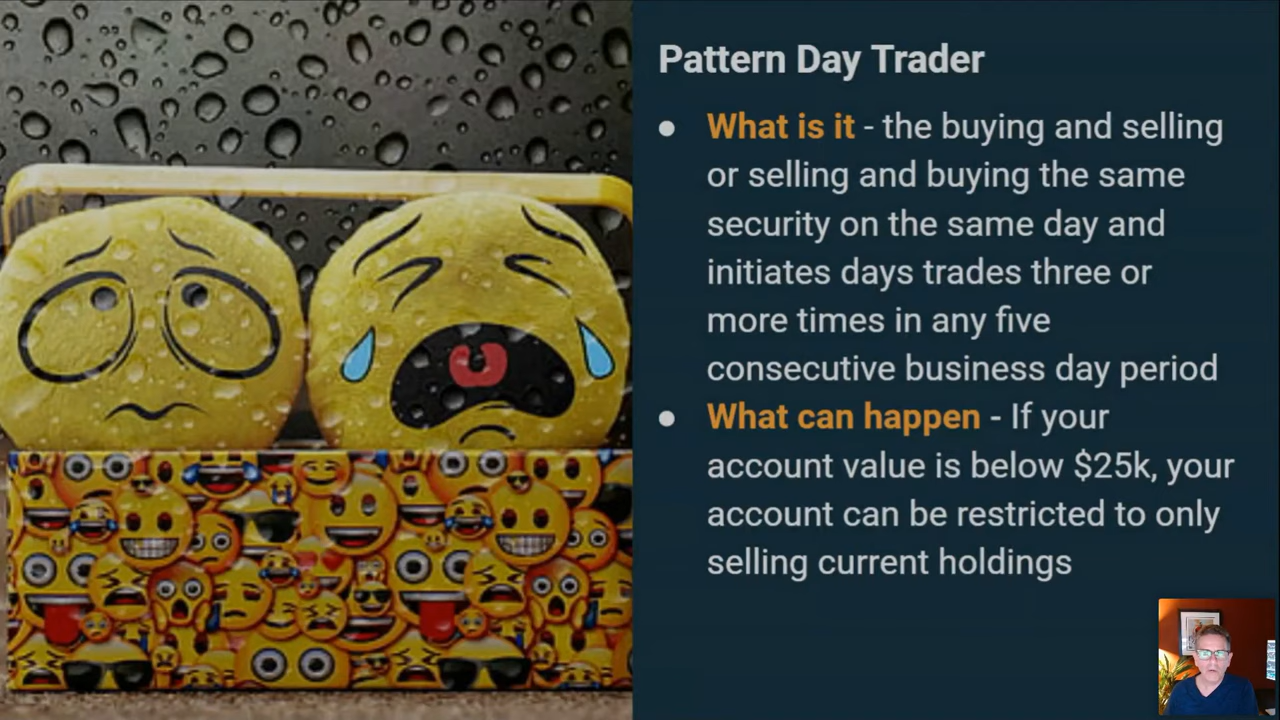 Pattern Day Trader
● What is it - the buying and selling
or selling and buying the same
security on the same day and
initiates days trades three or
more times in any five
consecutive business day period
● What can happen - If your
account value is below $25k, your
account can be restricted to only
selling current holdings